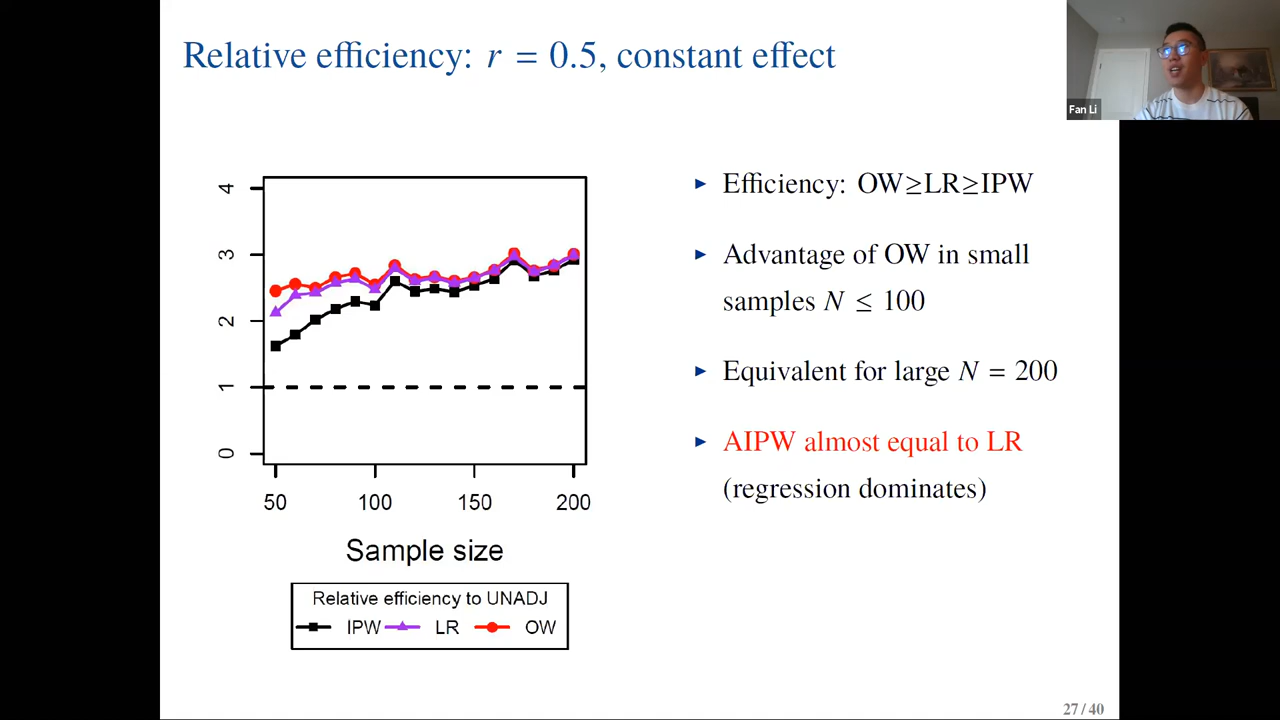 Relative efficiency: r = 0.5, constant effect
Fan Li
4
3
2
1
0
50 100 150 200
Sample size
Relative efficiency to UNADJ
IPW LR OW
▸ Efficiency: OW≥LR≥IPW
▸ Advantage of OW in small
samples N ≤ 100
▸ Equivalent for large N = 200
▸ AIPW almost equal to LR
(regression dominates)
27 / 40